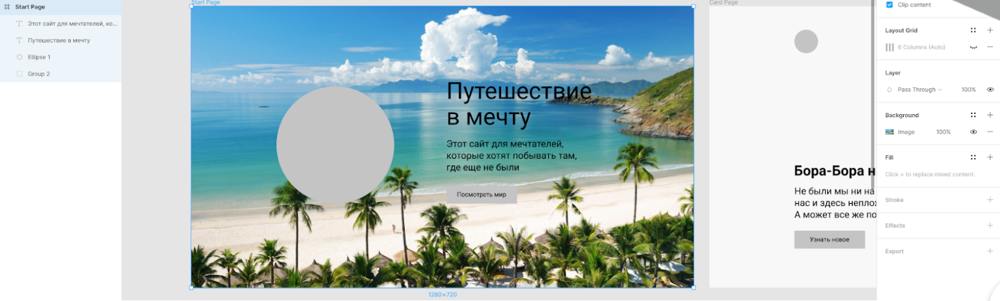 Start Page
Этот сайт для мечтателей, ко...
Путешествие в мечту
Ellipse 1
Group 2
Start Page
Путешествие
в мечту
Этот сайт для мечтателей,
которые хотят побывать там,
где еще не были
Посмотреть мир
1280 × 720
Card Page
Бора-Бора н
Не были мы ни на
нас и здесь непло
А может все же по
Узнать новое
Clip content
Layout Grid
6 Columns (Auto)
Layer
Pass Through 100%
Background
Image 100%
Fill
Click + to replace mixed content.
Stroke
Effects
Export